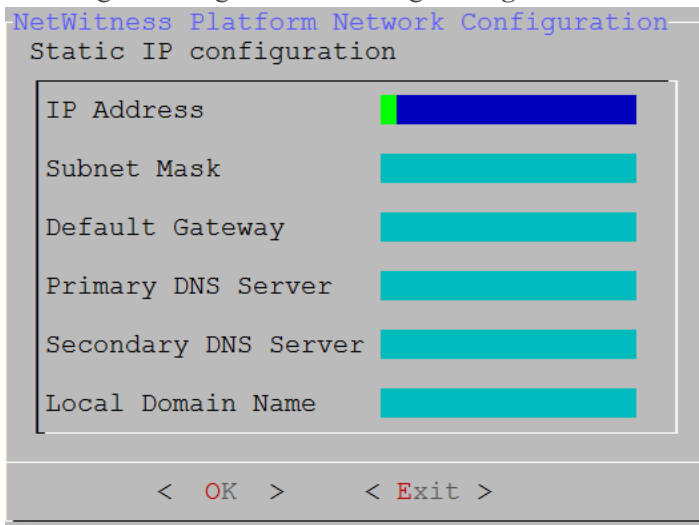 NetWitness Platform Network Configuration
Static IP configuration
IP Address
Subnet Mask
Default Gateway
Primary DNS Server
Secondary DNS Server
Local Domain Name
< OK > < Exit >